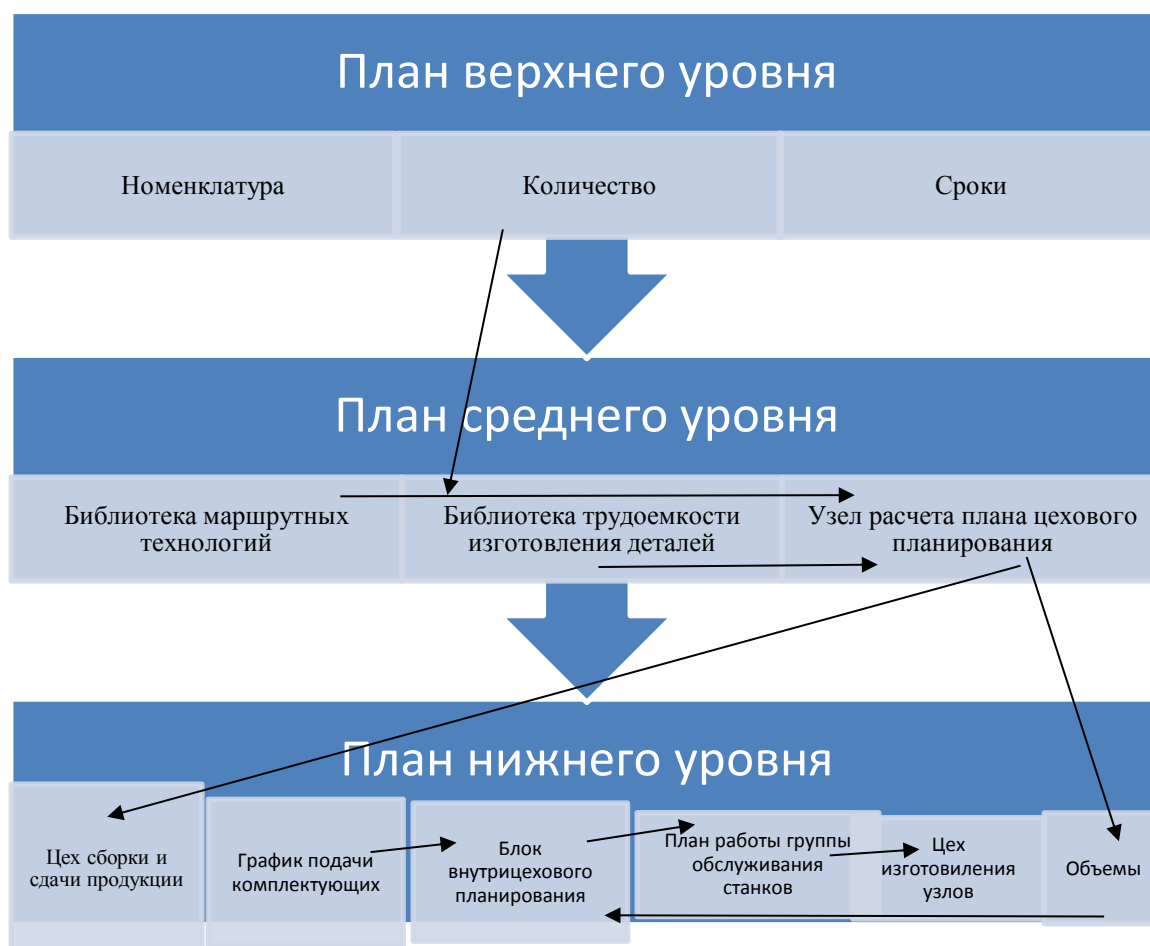 План верхнего уровня
Номенклатура
Количество
Сроки
План среднего уровня
Библиотека маршрутных
технологий
Библиотека трудоемкости
изготовления деталей
Узел расчета плана цехового
планирования
План нижнего уровня
Цех сборки и
сдачи продукции
График подачи
комплектующих
Блок
внутрицехового
планирования
План работы группы
обслуживания
станков
Цех
изготовиления
узлов
Объемы